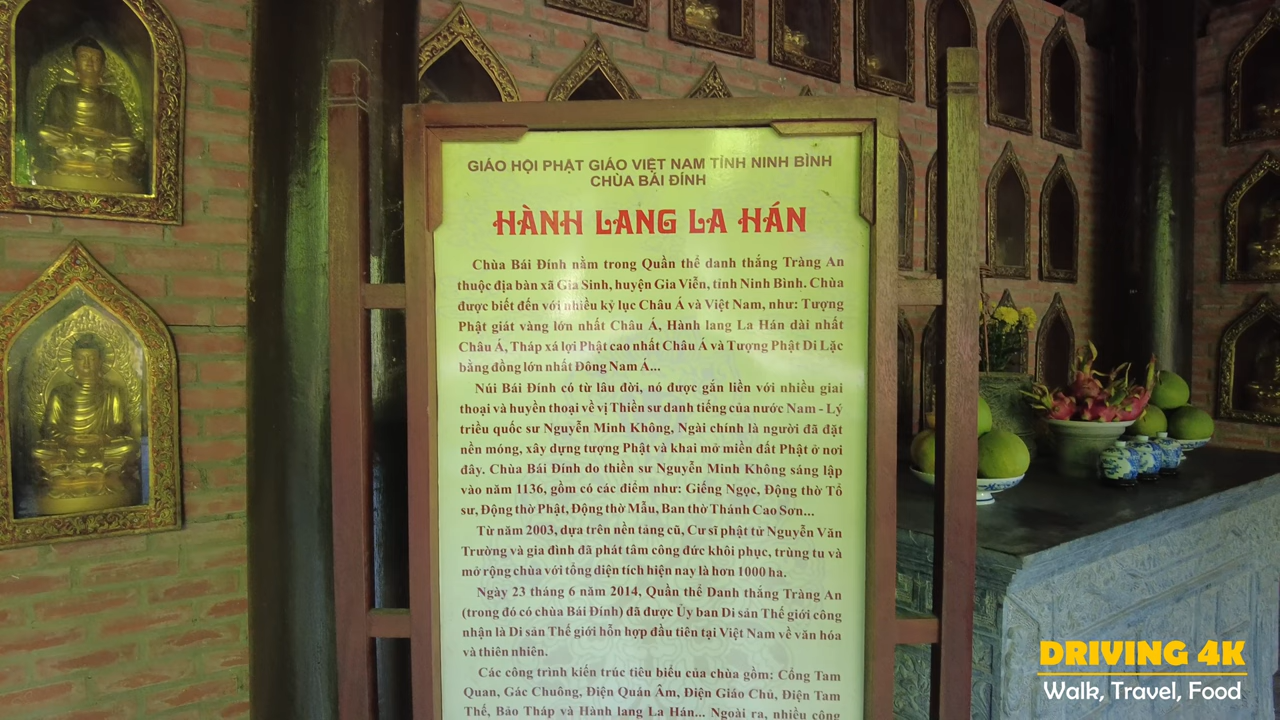 GIÁO HỘI PHẬT GIÁO VIỆT NAM TỈNH NINH BÌNH
CHÙA BÁI ĐÍNH
HÀNH LANG LA HÁN
Chùa Bái Đính nằm trong Quần thể danh thắng Tràng An
thuộc địa bàn xã Gia Sinh, huyện Gia Viễn, tỉnh Ninh Bình. Chùa
được biết đến với nhiều kỷ lục Châu Á và Việt Nam, như: Tượng
Phật giát vàng lớn nhất Châu Á, Hành lang La Hán dài nhất
Châu Á, Tháp xá lợi Phật cao nhất Châu Á và Tượng Phật Di Lặc
bằng đồng lớn nhất Đông Nam Á...
Núi Bái Đính có từ lâu đời, nó được gắn liền với nhiều giai
thoại và huyền thoại về vị Thiền sư danh tiếng của nước Nam - Lý
triều quốc sư Nguyễn Minh Không, Ngài chính là người đã đặt
nền móng, xây dựng tượng Phật và khai mở miền đất Phật ở nơi
đây. Chùa Bái Đính do thiền sư Nguyễn Minh Không sáng lập
vào năm 1136, gồm có các điểm như: Giếng Ngọc, Động thờ Tổ
sư, Động thờ Phật, Động thờ Mẫu, Ban thờ Thánh Cao Sơn...
Từ năm 2003, dựa trên nền tảng cũ, Cư sĩ phật tử Nguyễn Văn
Trường và gia đình đã phát tâm công đức khôi phục, trùng tu và
mở rộng chùa với tổng diện tích hiện nay là hơn 1000 ha.
Ngày 23 tháng 6 năm 2014, Quần thể Danh thắng Tràng An
(trong đó có chùa Bái Đính) đã được Ủy ban Di sản Thế giới công
nhận là Di sản Thế giới hỗn hợp đầu tiên tại Việt Nam về văn hóa
và thiên nhiên.
Các công trình kiến trúc tiêu biểu của chùa gồm: Cổng Tam
Quan, Gác Chuông, Điện Quán Âm, Điện Giáo Chủ, Điện Tam
Thế, Bảo Tháp và Hành lang La Hán... Ngoài ra, nhiều công
DRIVING 4K
Walk, Travel, Food